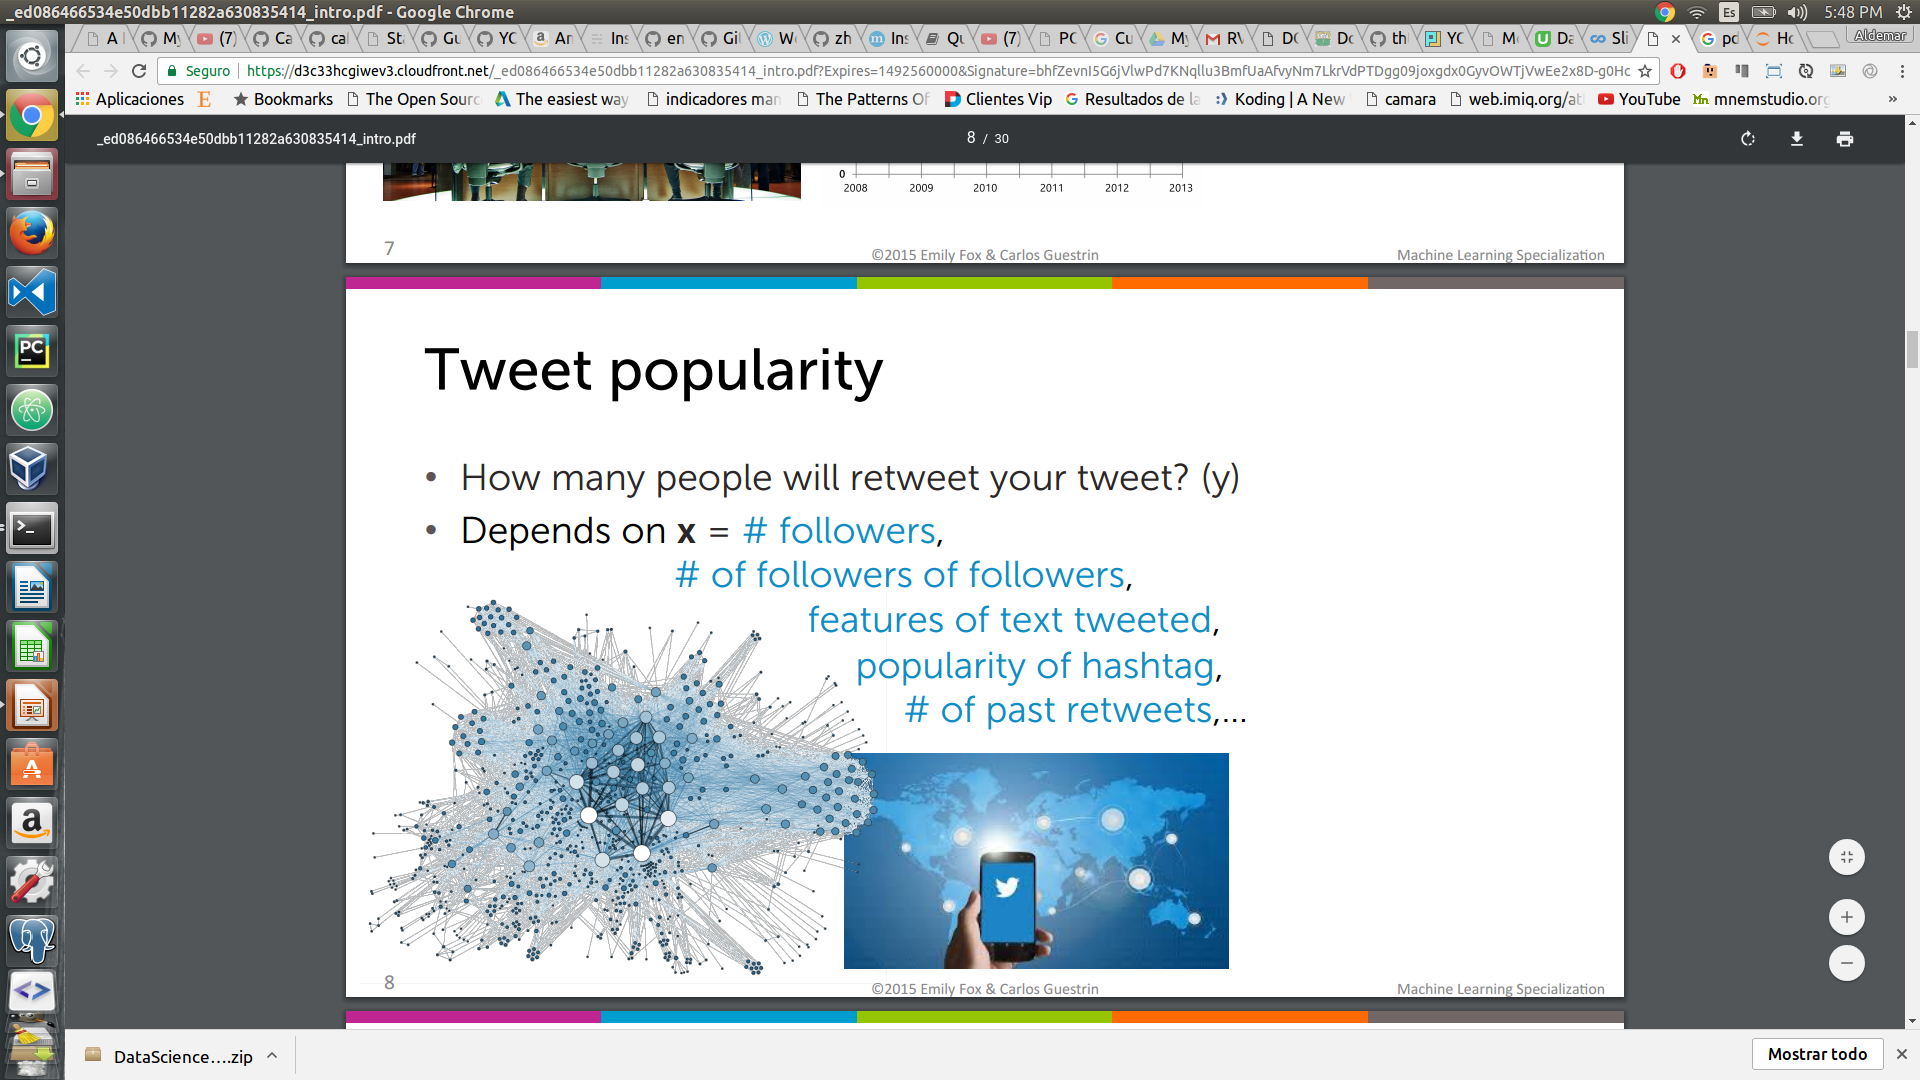 _ed086466534e50dbb11282a630835414_intro.pdf - Google Chrome
Es
5:48 PM
Aldemar
Seguro
https://d3c33hcgiwev3.cloudfront.net/_ed086466534e50dbb11282a630835414_intro.pdf?Expires=1492560000&Signature=
Aplicaciones
Bookmarks
The Open Sourc
The easiest way
indicadores man
The Patterns Of
Clientes Vip
Resultados de la
Koding | A New
camara
web.imiq.org/at
YouTube
mnemstudio.org
»
_ed086466534e50dbb11282a630835414_intro.pdf
8 / 30
0
2008 2009 2010 2011 2012 2013
7
©2015 Emily Fox & Carlos Guestrin
Machine Learning Specialization
Tweet popularity
• How many people will retweet your tweet? (y)
• Depends on x = # followers,
# of followers of followers,
features of text tweeted,
popularity of hashtag,
# of past retweets,...
8
©2015 Emily Fox & Carlos Guestrin
Machine Learning Specialization
DataScience....zip
Mostrar todo